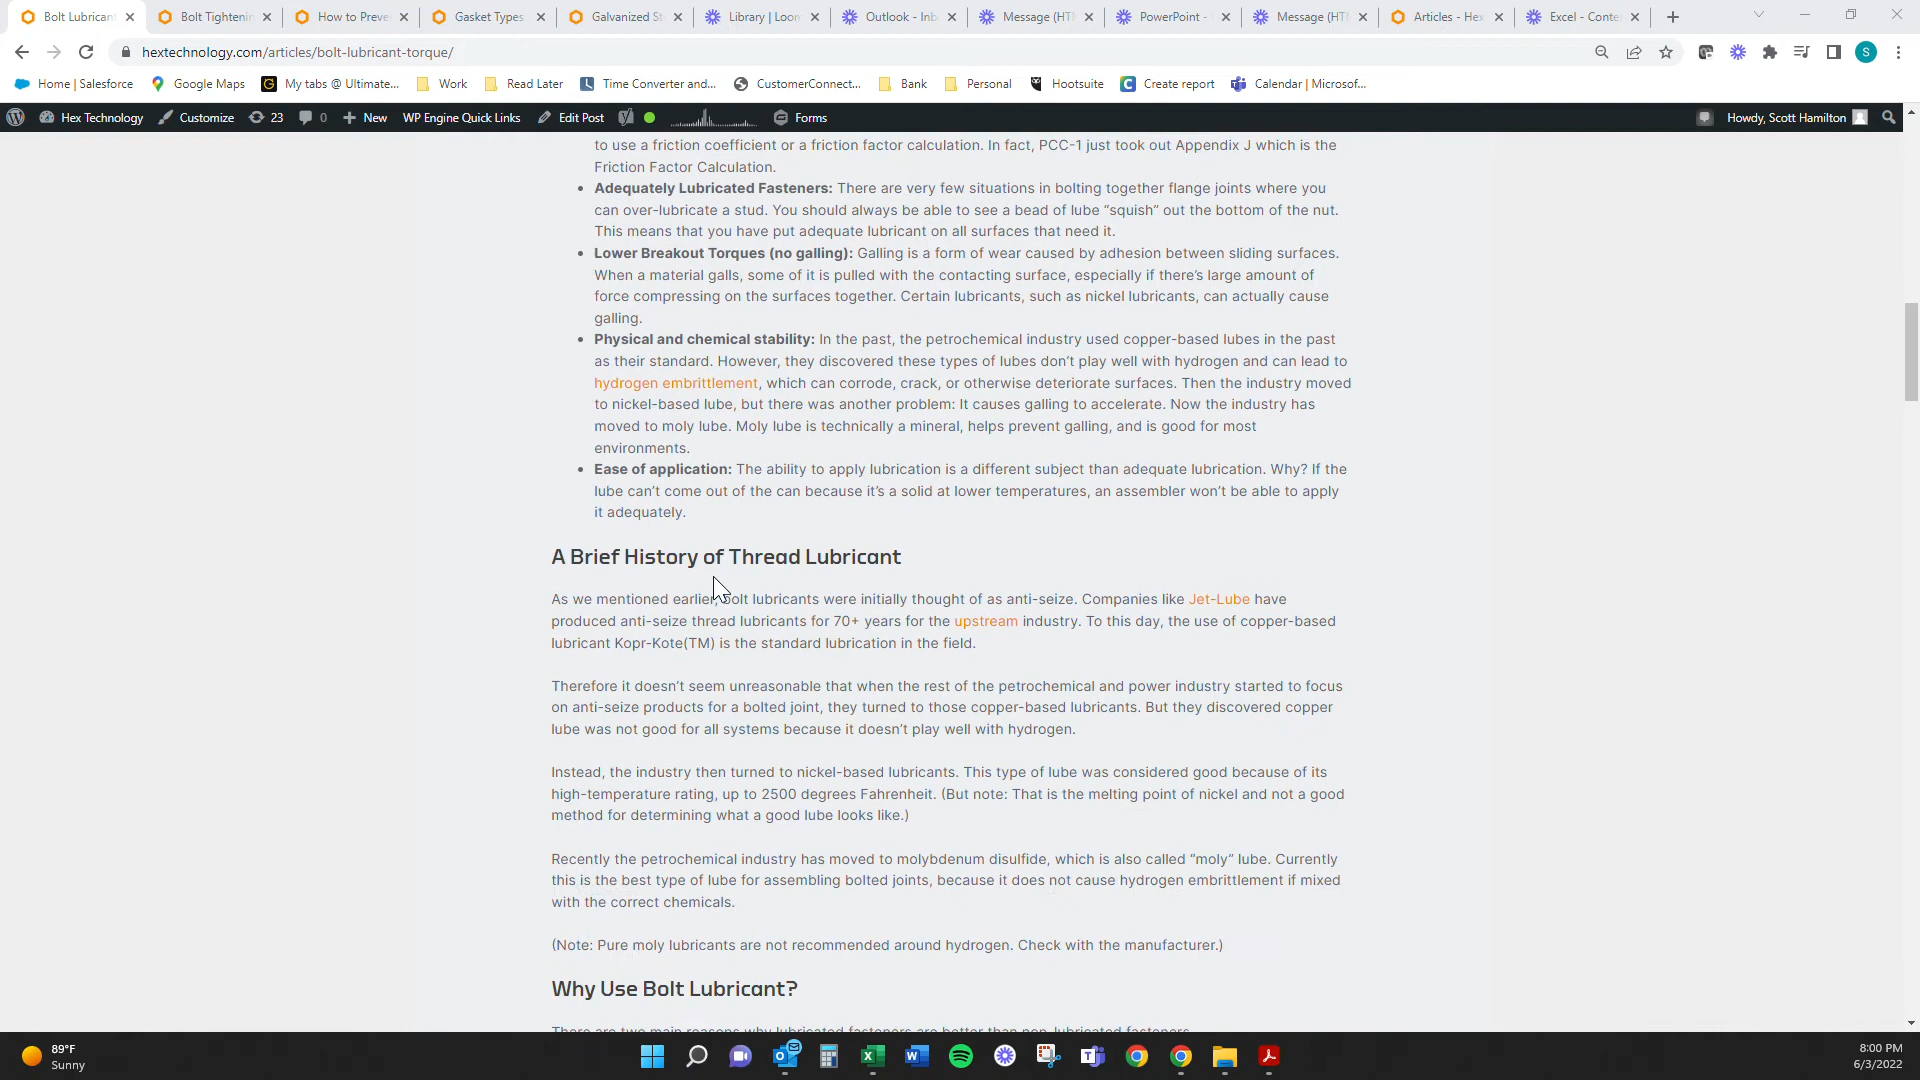 Bolt Lubricant
Bolt Tightenin
How to Preve
Gasket Types
Galvanized St
Library | Loom
Outlook - Inb
Message (HT
PowerPoint -
Message (HT
Articles - Hex
Excel - Conte
hextechnology.com/articles/bolt-lubricant-torque/
S
Home | Salesforce
Google Maps
My tabs @ Ultimate...
Work
Read Later
Time Converter and...
CustomerConnect...
Bank
Personal
Hootsuite
Create report
Calendar | Microsof...
Hex Technology
Customize
23
0
New
WP Engine Quick Links
Edit Post
Forms
Howdy, Scott Hamilton
to use a friction coefficient or a friction factor calculation. In fact, PCC-1 just took out Appendix J which is the
Friction Factor Calculation.
• Adequately Lubricated Fasteners: There are very few situations in bolting together flange joints where you
can over-lubricate a stud. You should always be able to see a bead of lube “squish” out the bottom of the nut.
This means that you have put adequate lubricant on all surfaces that need it.
• Lower Breakout Torques (no galling): Galling is a form of wear caused by adhesion between sliding surfaces.
When a material galls, some of it is pulled with the contacting surface, especially if there’s large amount of
force compressing on the surfaces together. Certain lubricants, such as nickel lubricants, can actually cause
galling.
• Physical and chemical stability: In the past, the petrochemical industry used copper-based lubes in the past
as their standard. However, they discovered these types of lubes don’t play well with hydrogen and can lead to
hydrogen embrittlement, which can corrode, crack, or otherwise deteriorate surfaces. Then the industry moved
to nickel-based lube, but there was another problem: It causes galling to accelerate. Now the industry has
moved to moly lube. Moly lube is technically a mineral, helps prevent galling, and is good for most
environments.
• Ease of application: The ability to apply lubrication is a different subject than adequate lubrication. Why? If the
lube can’t come out of the can because it’s a solid at lower temperatures, an assembler won’t be able to apply
it adequately.
A Brief History of Thread Lubricant
As we mentioned earlier, bolt lubricants were initially thought of as anti-seize. Companies like Jet-Lube have
produced anti-seize thread lubricants for 70+ years for the upstream industry. To this day, the use of copper-based
lubricant Kopr-Kote(TM) is the standard lubrication in the field.
Therefore it doesn’t seem unreasonable that when the rest of the petrochemical and power industry started to focus
on anti-seize products for a bolted joint, they turned to those copper-based lubricants. But they discovered copper
lube was not good for all systems because it doesn’t play well with hydrogen.
Instead, the industry then turned to nickel-based lubricants. This type of lube was considered good because of its
high-temperature rating, up to 2500 degrees Fahrenheit. (But note: That is the melting point of nickel and not a good
method for determining what a good lube looks like.)
Recently the petrochemical industry has moved to molybdenum disulfide, which is also called “moly” lube. Currently
this is the best type of lube for assembling bolted joints, because it does not cause hydrogen embrittlement if mixed
with the correct chemicals.
(Note: Pure moly lubricants are not recommended around hydrogen. Check with the manufacturer.)
Why Use Bolt Lubricant?
There are two main reasons why lubricated fasteners are better than non-lubricated fasteners
89°F
Sunny
8:00 PM
6/3/2022